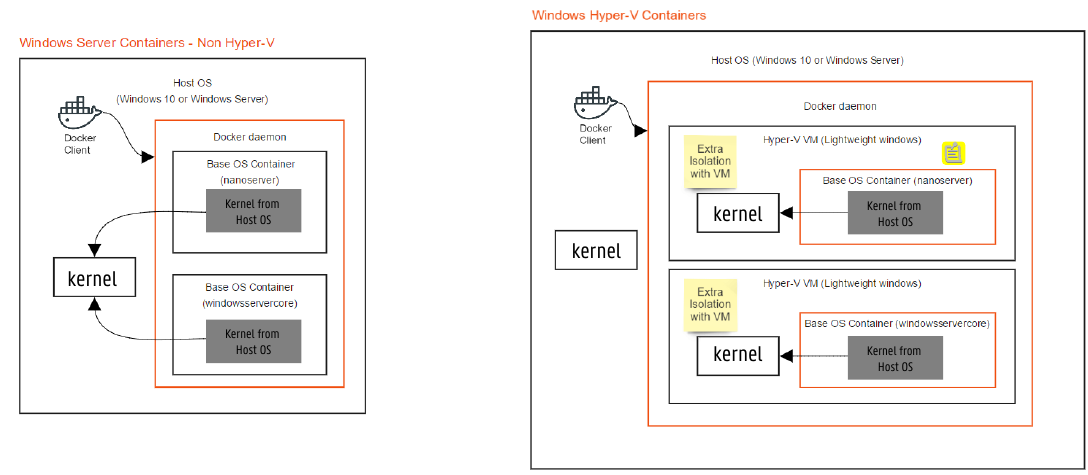 Windows Server Containers - Non Hyper-V
Host OS
(Windows 10 or Windows Server)
Docker
Client
Docker daemon
Base OS Container
(nanoserver)
Kernel from
Host OS
kernel
Base OS Container
(windowsservercore)
Kernel from
Host OS
Windows Hyper-V Containers
Host OS (Windows 10 or Windows Server)
Docker
Client
Docker daemon
Hyper-V VM (Lightweight windows)
Extra
Isolation
with VM
Base OS Container (nanoserver)
kernel
Kernel from
Host OS
kernel
Hyper-V VM (Lightweight windows)
Extra
Isolation
with VM
Base OS Container (windowsservercore)
kernel
Kernel from
Host OS